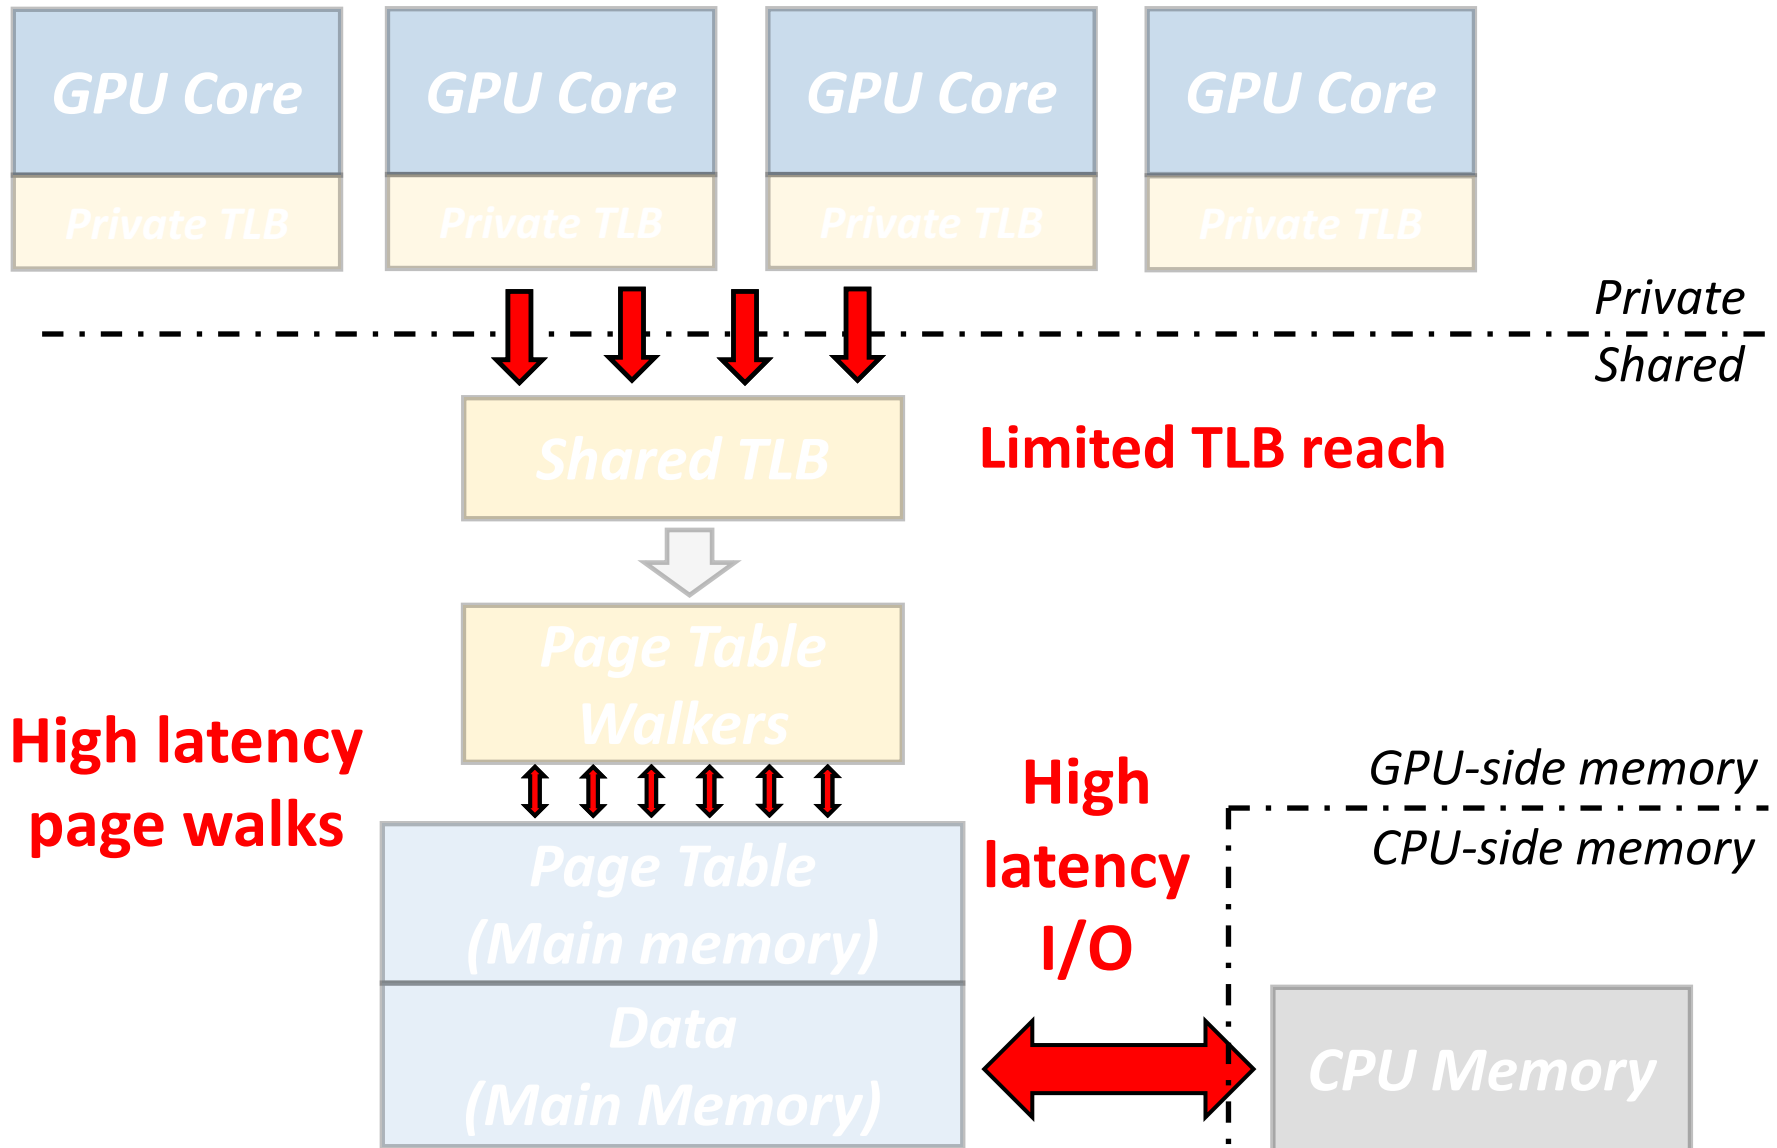 GPU Core
GPU Core
GPU Core
GPU Core
Private TLB
Private TLB
Private TLB
Private TLB
Private
Shared
Shared TLB
Limited TLB reach
Page Table
Walkers
High latency
page walks
High
latency
I/O
GPU-side memory
CPU-side memory
Page Table
(Main memory)
Data
(Main Memory)
CPU Memory